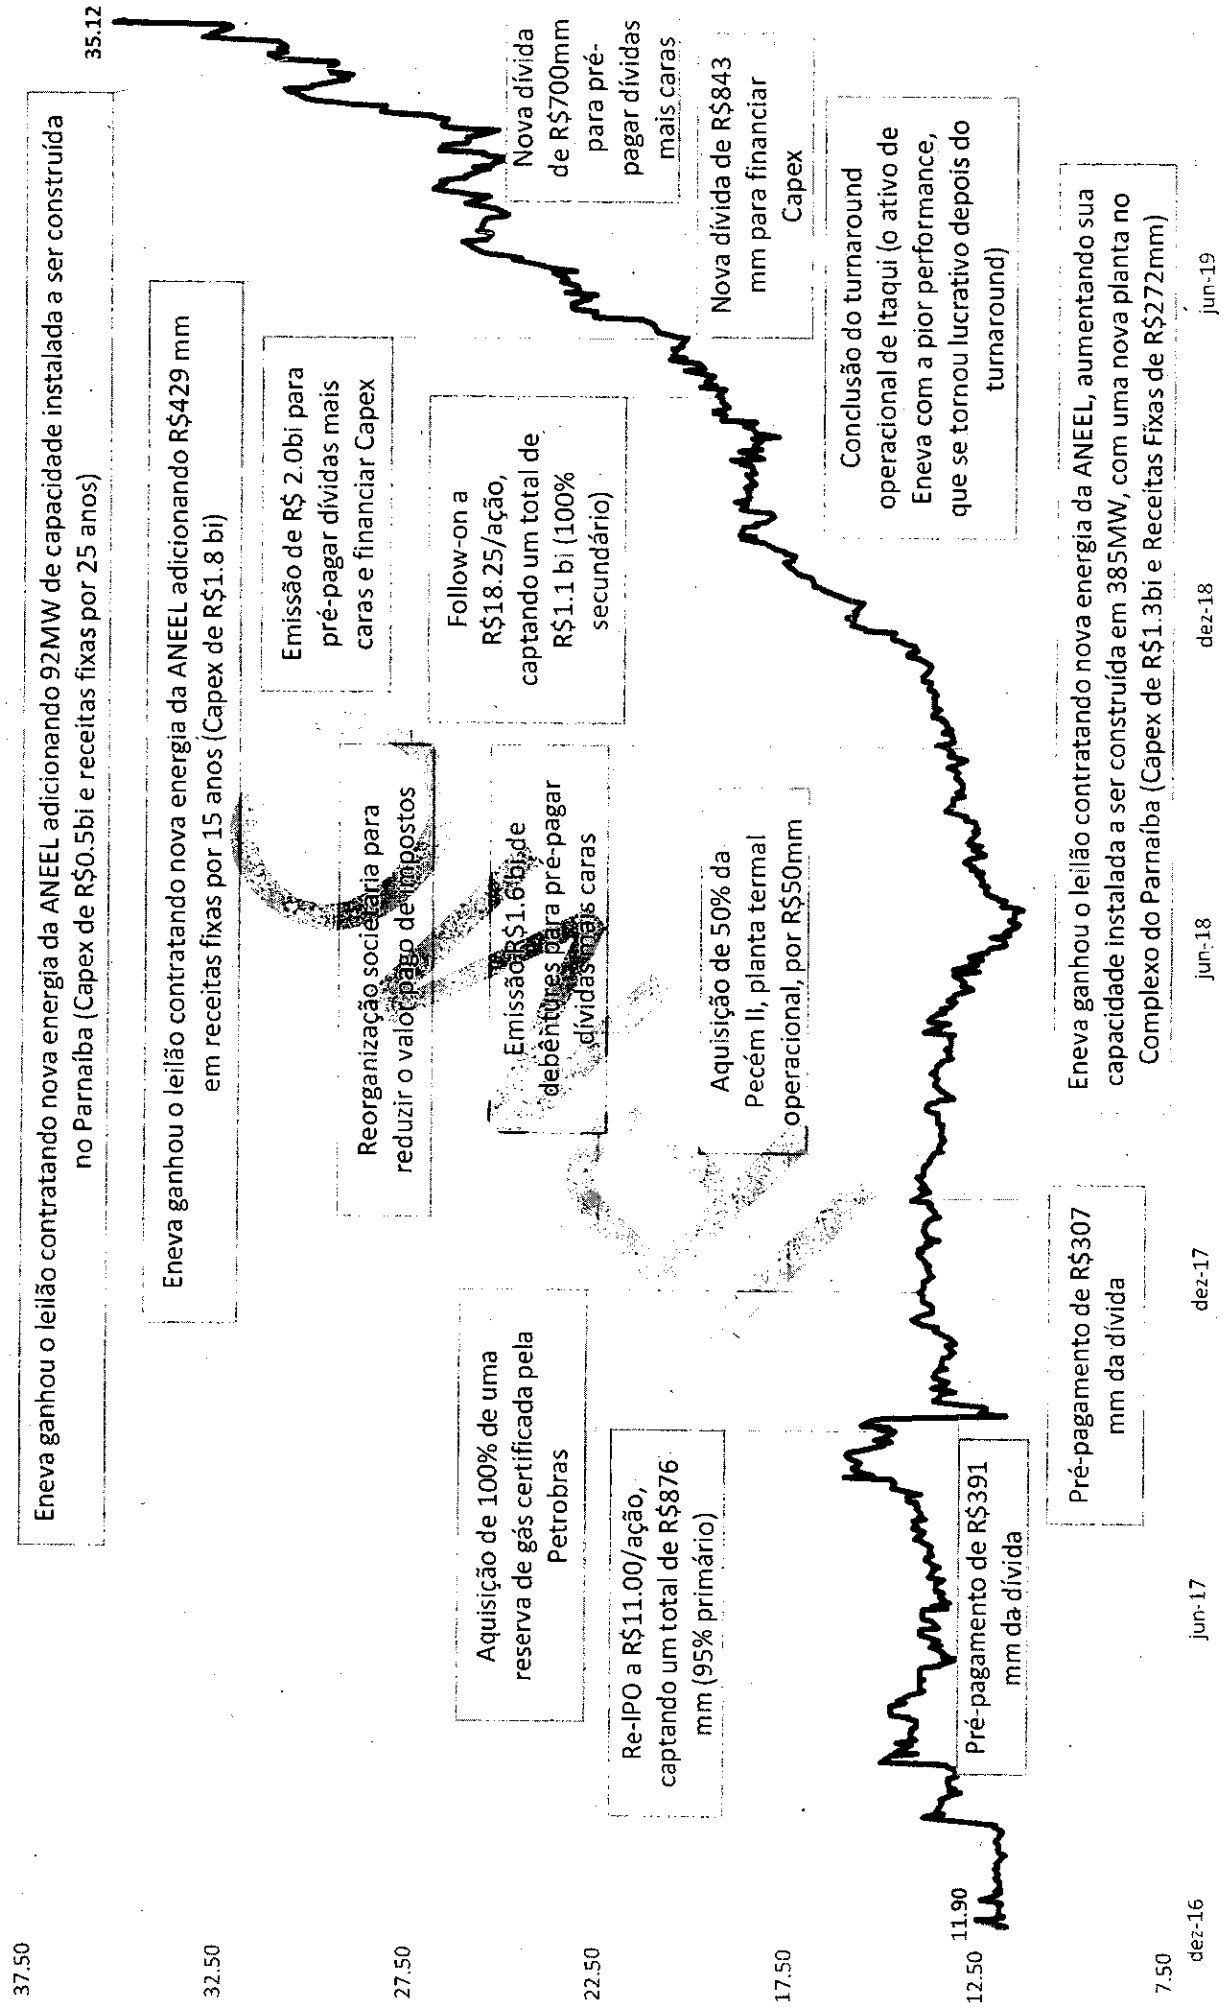 37.50
32.50
27.50
22.50
17.50
12.50
7.50
Eneva ganhou o leilão contratando nova energia da ANEEL adicionando 92MW de capacidade instalada a ser construída
no Parnaíba (Capex de R$0.5bi e receitas fixas por 25 anos)
Eneva ganhou o leilão contratando nova energia da ANEEL adicionando R$429 mm
em receitas fixas por 15 anos (Capex de R$1.8 bi)
Emissão de R$ 2.0bi para
pré-pagar dívidas mais
caras e financiar Capex
Reorganização societária para
reduzir o valor pago de impostos
Follow-on a
R$18.25/ação,
captando um total de
R$1.1 bi (100%
secundário)
Aquisição de 100% de uma
reserva de gás certificada pela
Petrobras
Emissão R$1.6 bi de
debêntures para pré-pagar
dívidas mais caras
Nova dívida
de R$700mm
para pré-
pagar dívidas
mais caras
Re-IPO a R$11.00/ação,
captando um total de R$876
mm (95% primário)
Aquisição de 50% da
Pecém II, planta ternal
operacional, por R$50mm
Nova dívida de R$843
mm para financiar
Capex
Conclusão do turnaround
operacional de Itaqui (o ativo de
Eneva com a pior performance,
que se tornou lucrativo depois do
turnaround)
11.90
35.12
Pré-pagamento de R$391
mm da dívida
Pré-pagamento de R$307
mm da dívida
Eneva ganhou o leilão contratando nova energia da ANEEL, aumentando sua
capacidade instalada a ser construída em 385MW, com uma nova planta no
Complexo do Parnaíba (Capex de R$1.3bi e Receitas Fixas de R$272mm)
dez-16
jun-17
dez-17
jun-18
dez-18
jun-19